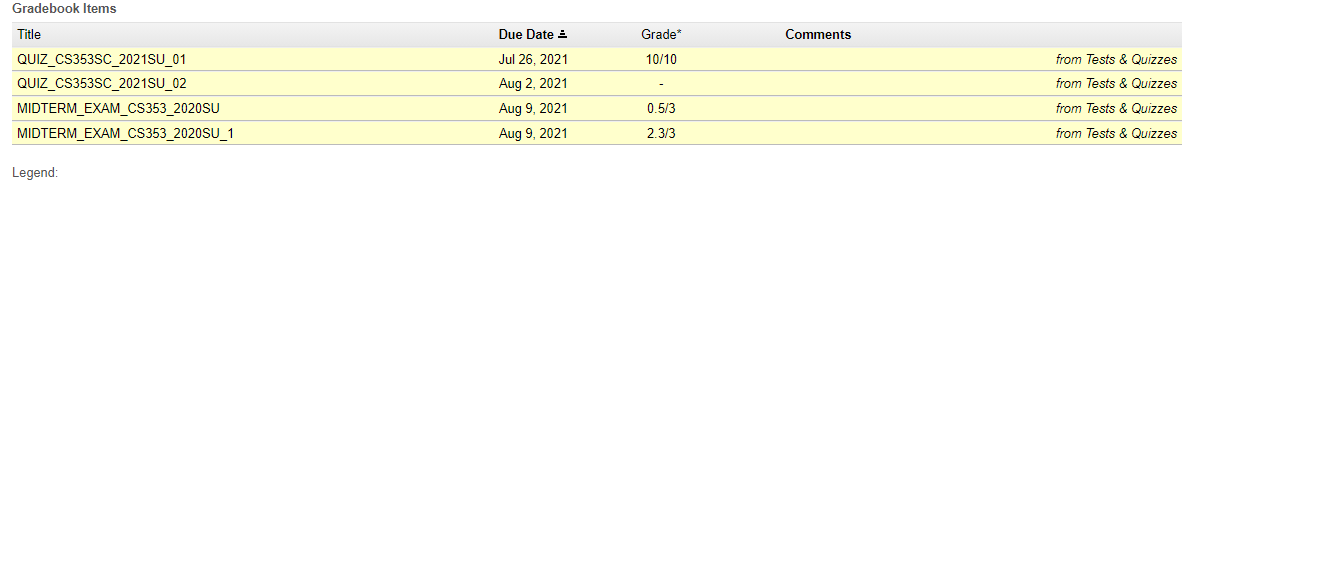 Gradebook Items
Title Due Date Grade* Comments
QUIZ_CS353SC_2021SU_01 Jul 26, 2021 10/10 from Tests & Quizzes
QUIZ_CS353SC_2021SU_02 Aug 2, 2021 - from Tests & Quizzes
MIDTERM_EXAM_CS353_2020SU Aug 9, 2021 0.5/3 from Tests & Quizzes
MIDTERM_EXAM_CS353_2020SU_1 Aug 9, 2021 2.3/3 from Tests & Quizzes
Legend: